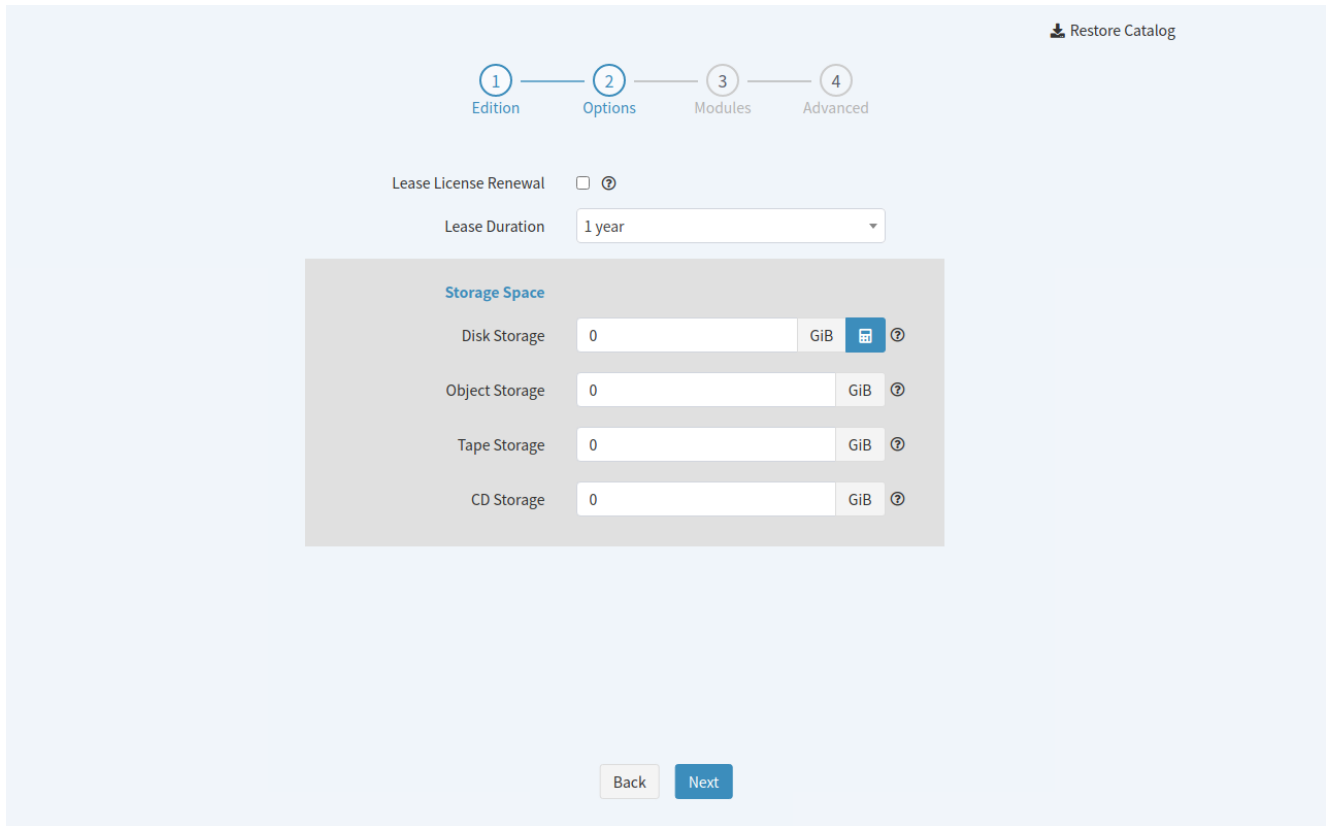 Restore Catalog
1 2 3 4
Edition Options Modules Advanced
Lease License Renewal
Lease Duration 1 year
Storage Space
Disk Storage 0 GiB
Object Storage 0 GiB
Tape Storage 0 GiB
CD Storage 0 GiB
Back Next